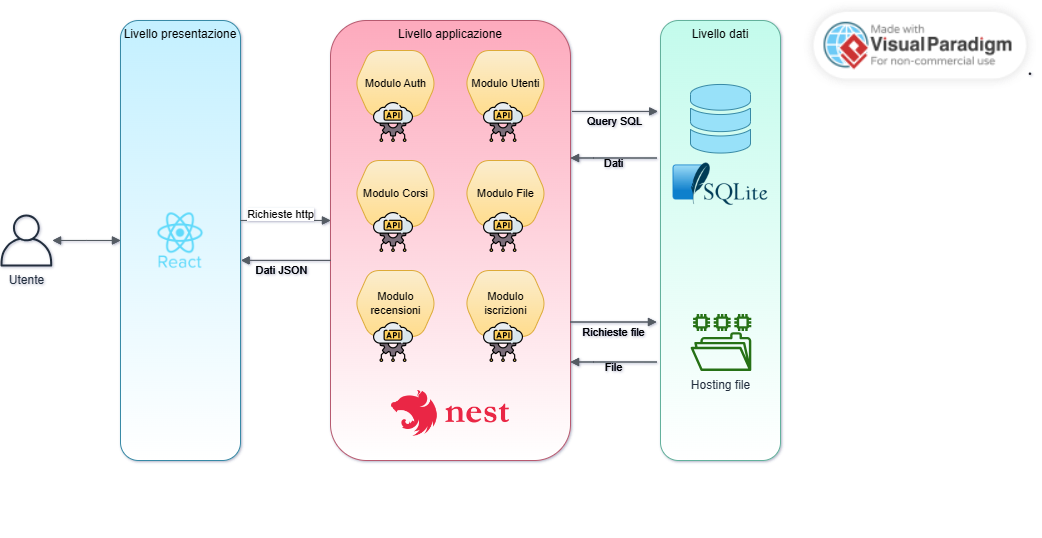 Livello presentazione
Livello applicazione
Livello dati
Made with
Visual Paradigm
For non-commercial use
Modulo Auth
API
Modulo Utenti
API
Query SQL
Dati
SQLite
Modulo Corsi
API
Modulo File
API
Utente
React
Richieste http
Dati JSON
Modulo
recensioni
API
Modulo
iscrizioni
API
Richieste file
File
Hosting file
nest
.